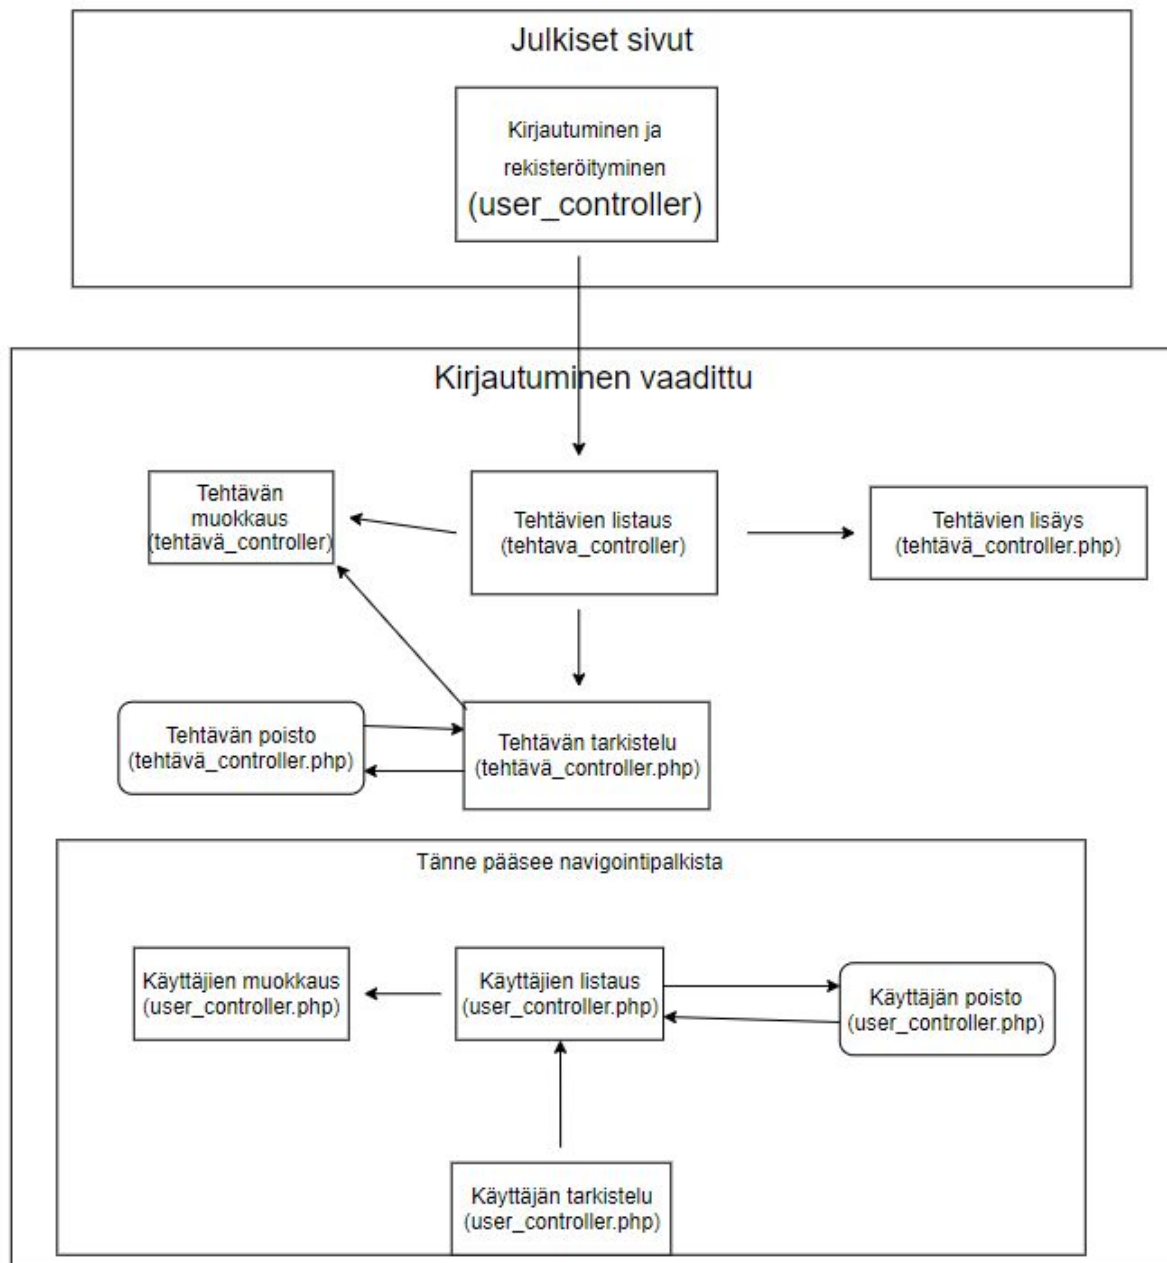 Julkiset sivut
Kirjautuminen ja
rekisteröityminen
(user_controller)
Kirjautuminen vaadittu
Tehtävän
muokkaus
(tehtävä_controller)
Tehtävien listaus
(tehtava_controller)
Tehtävien lisäys
(tehtävä_controller.php)
Tehtävän poisto
(tehtävä_controller.php)
Tehtävän tarkistelu
(tehtävä_controller.php)
Tänne pääsee navigointipalkista
Käyttäjien muokkaus
(user_controller.php)
Käyttäjien listaus
(user_controller.php)
Käyttäjän poisto
(user_controller.php)
Käyttäjän tarkistelu
(user_controller.php)